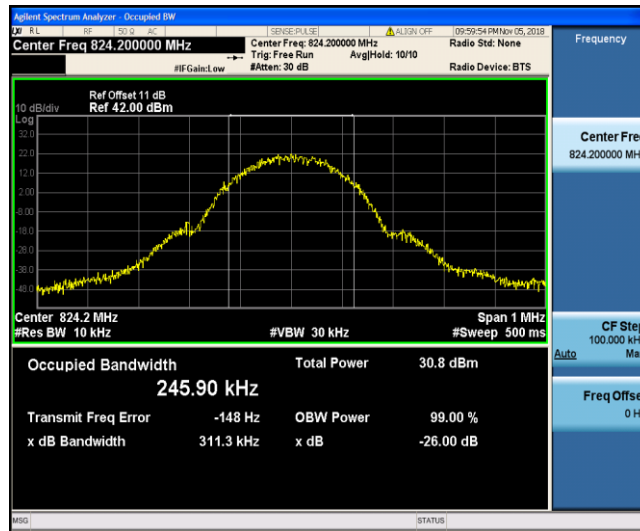 Agilent Spectrum Analyzer - Occupied BW
LXI RL RF 50 Ω AC SENSE:PULSE ALIGN OFF 09:59:54 PM Nov 05, 2018
Center Freq 824.200000 MHz
Center Freq: 824.200000 MHz
Radio Std: None
Trig: Free Run
Avg|Hold: 10/10
#IFGain:Low
#Atten: 30 dB
Radio Device: BTS
Ref Offset 11 dB
10 dB/div
Ref 42.00 dBm
Log
32.0
22.0
12.0
2.00
-8.00
-18.0
-28.0
-38.0
-48.0
Center 824.2 MHz
Span 1 MHz
#Res BW 10 kHz
#VBW 30 kHz
#Sweep 500 ms
Occupied Bandwidth
Total Power
30.8 dBm
245.90 kHz
Transmit Freq Error
-148 Hz
OBW Power
99.00 %
x dB Bandwidth
311.3 kHz
x dB
-26.00 dB
MSG
STATUS
Frequency
Center Fre
824.200000 MH
CF Step
100.000 kH
Auto Ma
Freq Offse
0 H